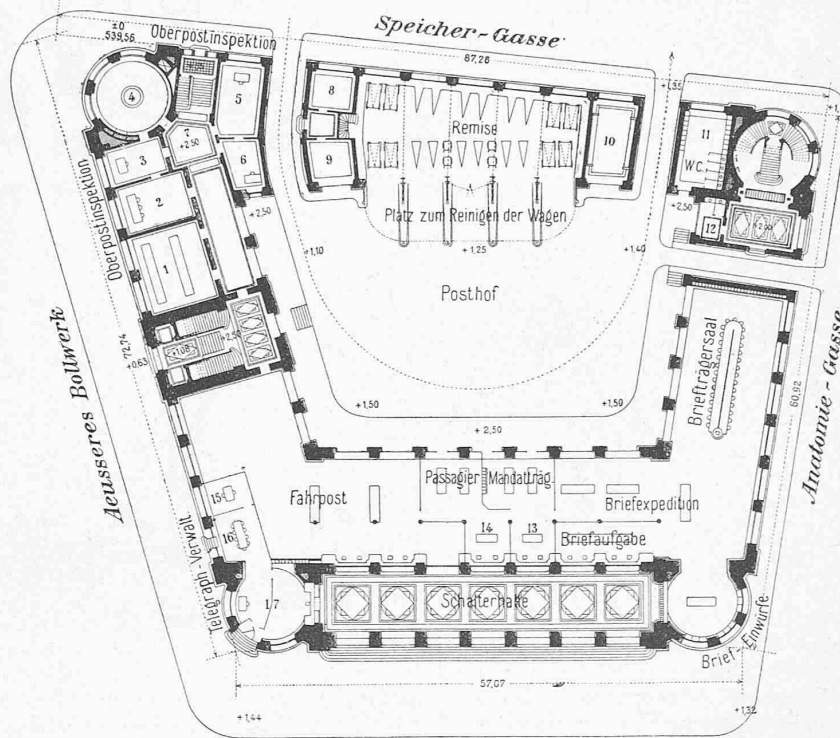 ±0
539,56
Oberpostinspektion
Speicher-Gasse
67,26
+1,35
4
5
7
+2,50
3
6
2
1
Oberpostinspektion
8
9
Remise
10
11
W.C.
12
+2,50
+2,50
Platz zum Reinigen der Wagen
A
+1,10
+1,25
+1,40
Posthof
+1,08
+0,63
72,74
Aeusseres Bollwerk
+1,50
+1,50
+2,50
Briefträgersaal
60,92
Anatomie-Gasse
Passagier
Mandatträg.
Fahrpost
Briefexpedition
15
16
14
13
Briefaufgabe
Telegraph-Verwalt.
17
Schalterhalle
Brief-Einwürfe
57,07
+1,44
+1,32